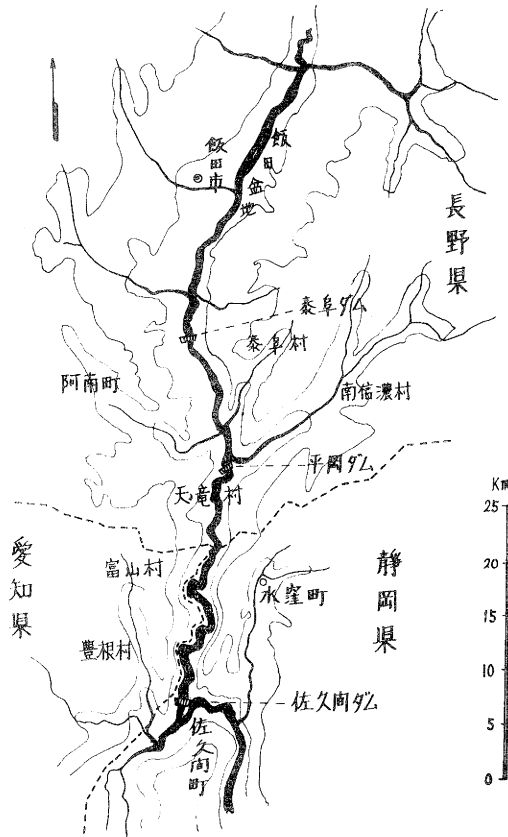 飯田市
飯田盆地
長野県
泰阜ダム
泰阜村
阿南町
南信濃村
平岡ダム
天竜村
Km
25
20
15
10
5
0
愛知県
富山村
静岡県
水窪町
豊根村
佐久间ダム
佐久间町